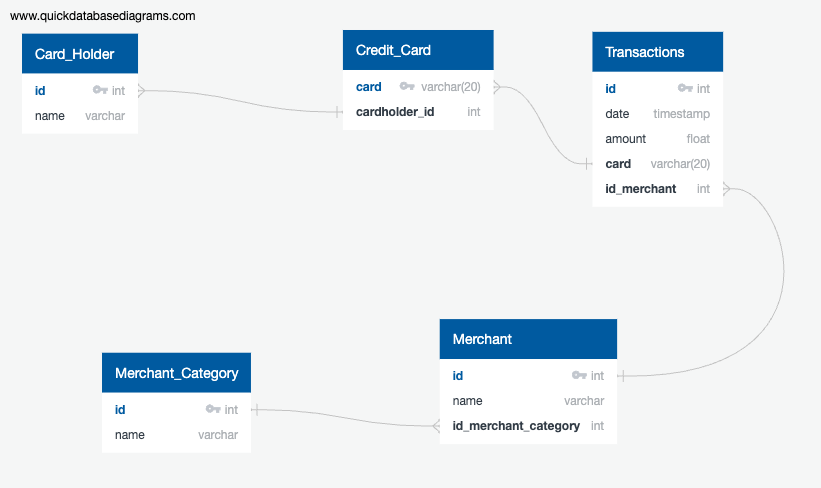 www.quickdatabasediagrams.com
Card_Holder
id int
name varchar
Credit_Card
card varchar(20)
cardholder_id int
Transactions
id int
date timestamp
amount float
card varchar(20)
id_merchant int
Merchant_Category
id int
name varchar
Merchant
id int
name varchar
id_merchant_category int